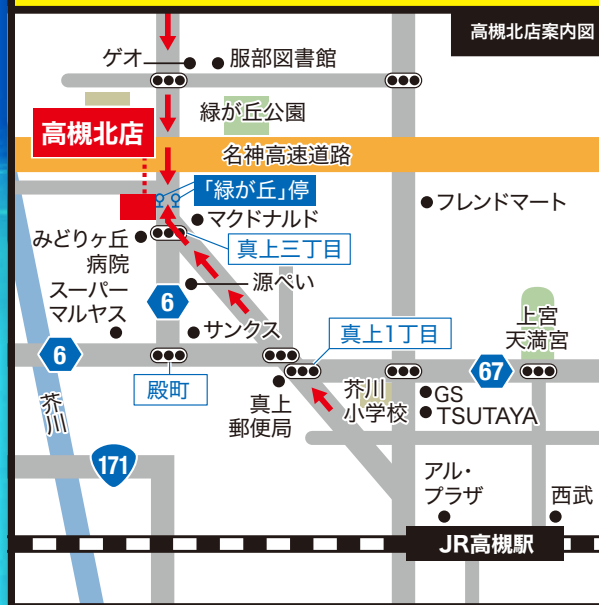 高槻北店案内図
ゲオ
服部図書館
緑が丘公園
高槻北店
名神高速道路
「緑が丘」停
フレンドマート
マクドナルド
みどりヶ丘
病院
真上三丁目
源ぺい
スーパー
マルヤス
6
サンクス
真上1丁目
上宮
天満宮
6
67
殿町
芥川
真上
郵便局
芥川
小学校
GS
TSUTAYA
171
アル・
プラザ
西武
JR高槻駅